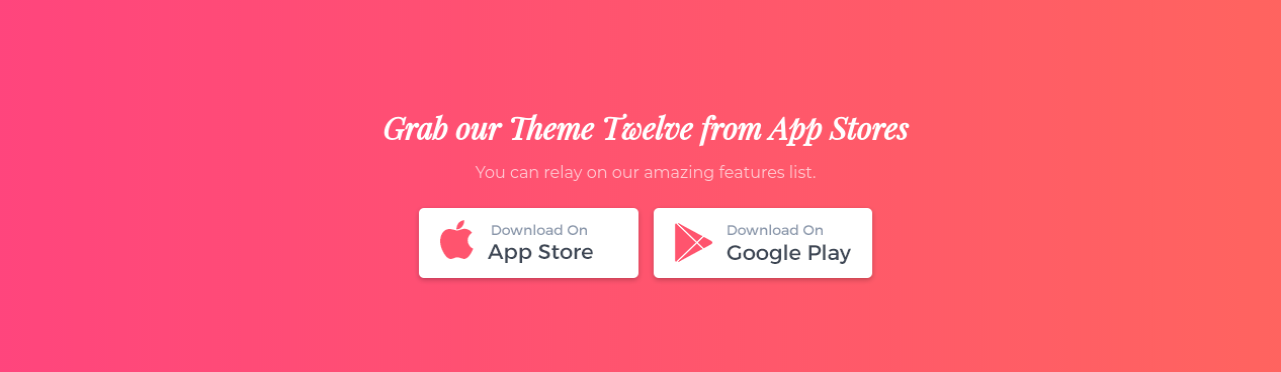 Grab our Theme Twelve from App Stores
You can relay on our amazing features list.
Download On
App Store
Download On
Google Play